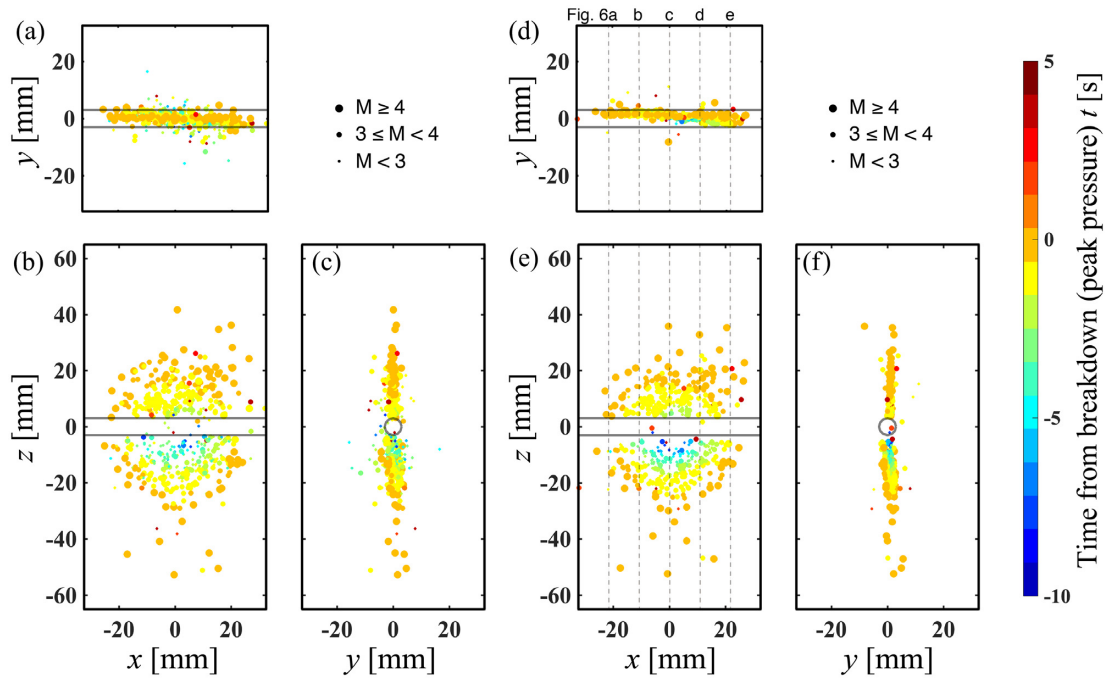 (a)
20
0
-20
y [mm]
M ≥ 4
3 ≤ M < 4
M < 3
(d)
Fig. 6a b c d e
20
0
-20
y [mm]
M ≥ 4
3 ≤ M < 4
M < 3
(b)
60
40
20
0
-20
-40
-60
z [mm]
-20 0 20
x [mm]
(c)
-20 0 20
y [mm]
(e)
60
40
20
0
-20
-40
-60
z [mm]
-20 0 20
x [mm]
(f)
-20 0 20
y [mm]
5
0
-5
-10
Time from breakdown (peak pressure) t [s]